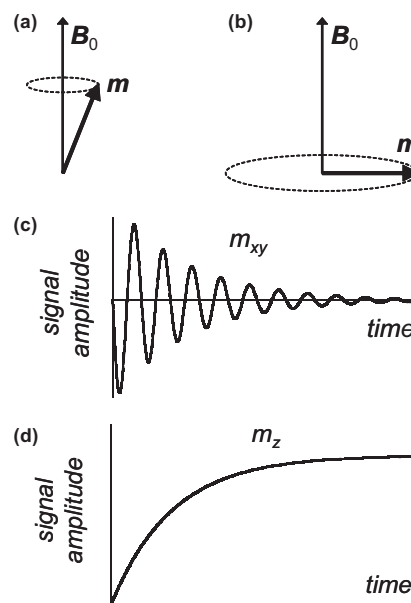 (a)
B0
m
(b)
B0
(c)
signal
amplitude
mxy
time
(d)
signal
amplitude
mz
time